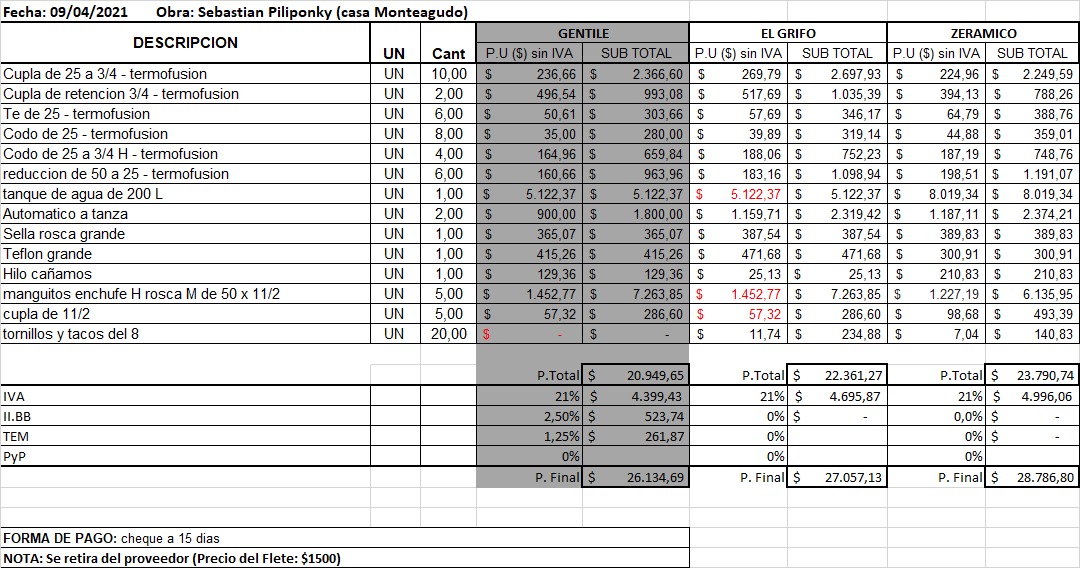 Fecha: 09/04/2021 Obra: Sebastian Piliponky (casa Monteagudo)
DESCRIPCION UN Cant GENTILE EL GRIFO ZERAMICO
P.U ($) sin IVA SUB TOTAL P.U ($) sin IVA SUB TOTAL P.U ($) sin IVA SUB TOTAL
Cupla de 25 a 3/4 - termofusion UN 10,00 $ 236,66 $ 2.366,60 $ 269,79 $ 2.697,93 $ 224,96 $ 2.249,59
Cupla de retencion 3/4 - termofusion UN 2,00 $ 496,54 $ 993,08 $ 517,69 $ 1.035,39 $ 394,13 $ 788,26
Te de 25 - termofusion UN 6,00 $ 50,61 $ 303,66 $ 57,69 $ 346,17 $ 64,79 $ 388,76
Codo de 25 - termofusion UN 8,00 $ 35,00 $ 280,00 $ 39,89 $ 319,14 $ 44,88 $ 359,01
Codo de 25 a 3/4 H - termofusion UN 4,00 $ 164,96 $ 659,84 $ 188,06 $ 752,23 $ 187,19 $ 748,76
reduccion de 50 a 25 - termofusion UN 6,00 $ 160,66 $ 963,96 $ 183,16 $ 1.098,94 $ 198,51 $ 1.191,07
tanque de agua de 200 L UN 1,00 $ 5.122,37 $ 5.122,37 $ 5.122,37 $ 5.122,37 $ 8.019,34 $ 8.019,34
Automatico a tanza UN 2,00 $ 900,00 $ 1.800,00 $ 1.159,71 $ 2.319,42 $ 1.187,11 $ 2.374,21
Sella rosca grande UN 1,00 $ 365,07 $ 365,07 $ 387,54 $ 387,54 $ 389,83 $ 389,83
Teflon grande UN 1,00 $ 415,26 $ 415,26 $ 471,68 $ 471,68 $ 300,91 $ 300,91
Hilo cañamos UN 1,00 $ 129,36 $ 129,36 $ 25,13 $ 25,13 $ 210,83 $ 210,83
manguitos enchufe H rosca M de 50 x 11/2 UN 5,00 $ 1.452,77 $ 7.263,85 $ 1.452,77 $ 7.263,85 $ 1.227,19 $ 6.135,95
cupla de 11/2 UN 5,00 $ 57,32 $ 286,60 $ 57,32 $ 286,60 $ 98,68 $ 493,39
tornillos y tacos del 8 UN 20,00 $ - $ - $ 11,74 $ 234,88 $ 7,04 $ 140,83
P.Total $ 20.949,65 P.Total $ 22.361,27 P.Total $ 23.790,74
IVA 21% $ 4.399,43 21% $ 4.695,87 21% $ 4.996,06
II.BB 2,50% $ 523,74 0% $ - 0,0% $ -
TEM 1,25% $ 261,87 0% 0% $ -
PyP 0% 0% 0%
P. Final $ 26.134,69 P. Final $ 27.057,13 P. Final $ 28.786,80
FORMA DE PAGO: cheque a 15 dias
NOTA: Se retira del proveedor (Precio del Flete: $1500)